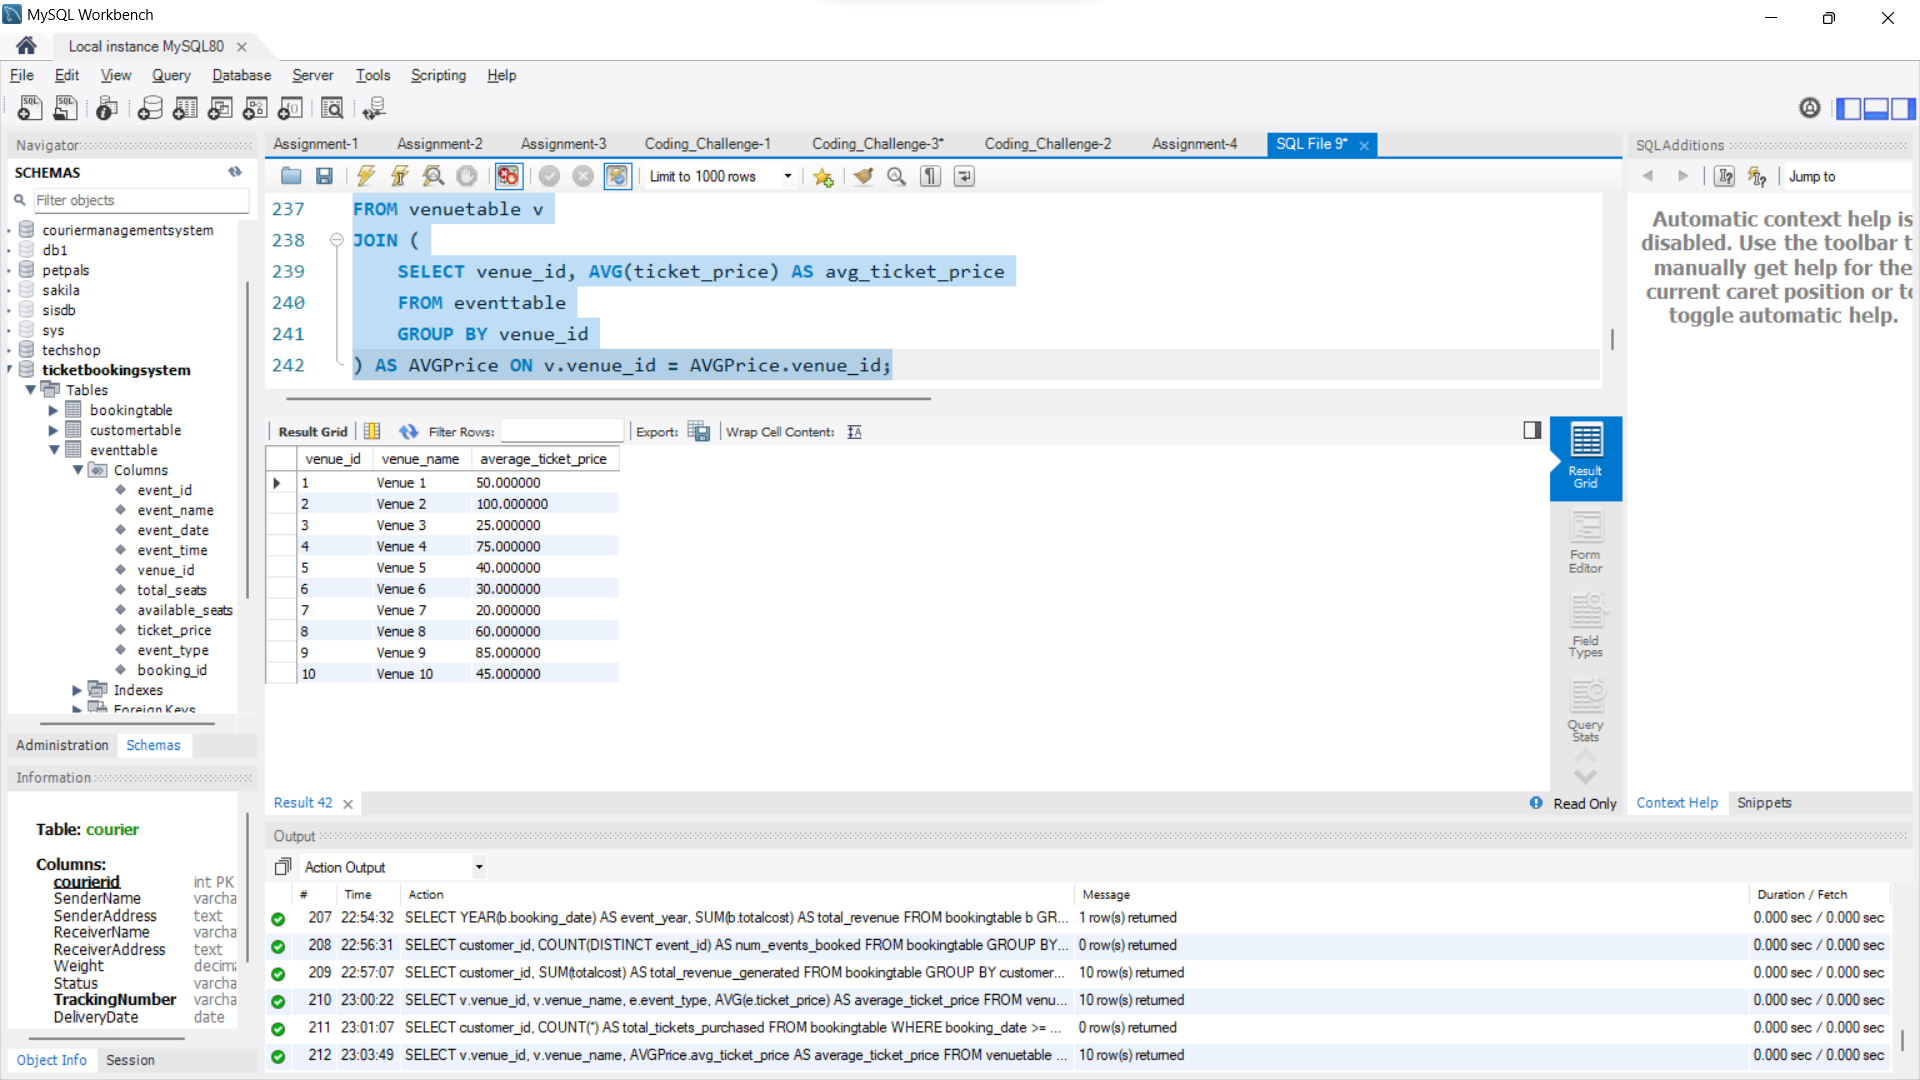 MySQL Workbench
Local instance MySQL80
File Edit View Query Database Server Tools Scripting Help
Navigator
SCHEMAS
Filter objects
couriermanagementsystem
db1
petpals
sakila
sisdb
sys
techshop
ticketbookingsystem
Tables
bookingtable
customertable
eventtable
Columns
event_id
event_name
event_date
event_time
venue_id
total_seats
available_seats
ticket_price
event_type
booking_id
Indexes
Foreign Keys
Administration Schemas
Information
Table: courier
Columns:
courierid int PK
SenderName varcha
SenderAddress text
ReceiverName varcha
ReceiverAddress text
Weight decim
Status varcha
TrackingNumber varcha
DeliveryDate date
Object Info Session
Assignment-1 Assignment-2 Assignment-3 Coding_Challenge-1 Coding_Challenge-3* Coding_Challenge-2 Assignment-4 SQL File 9*
Limit to 1000 rows
237 FROM venuetable v
238 JOIN (
239 SELECT venue_id, AVG(ticket_price) AS avg_ticket_price
240 FROM eventtable
241 GROUP BY venue_id
242 ) AS AVGPrice ON v.venue_id = AVGPrice.venue_id;
Result Grid Filter Rows: Export: Wrap Cell Content:
venue_id venue_name average_ticket_price
1 Venue 1 50.000000
2 Venue 2 100.000000
3 Venue 3 25.000000
4 Venue 4 75.000000
5 Venue 5 40.000000
6 Venue 6 30.000000
7 Venue 7 20.000000
8 Venue 8 60.000000
9 Venue 9 85.000000
10 Venue 10 45.000000
Result
Grid
Form
Editor
Field
Types
Query
Stats
Result 42
Read Only
Output
Action Output
# Time Action Message Duration / Fetch
207 22:54:32 SELECT YEAR(b.booking_date) AS event_year, SUM(b.totalcost) AS total_revenue FROM bookingtable b GR... 1 row(s) returned 0.000 sec / 0.000 sec
208 22:56:31 SELECT customer_id, COUNT(DISTINCT event_id) AS num_events_booked FROM bookingtable GROUP BY... 0 row(s) returned 0.000 sec / 0.000 sec
209 22:57:07 SELECT customer_id, SUM(totalcost) AS total_revenue_generated FROM bookingtable GROUP BY customer... 10 row(s) returned 0.000 sec / 0.000 sec
210 23:00:22 SELECT v.venue_id, v.venue_name, e.event_type, AVG(e.ticket_price) AS average_ticket_price FROM venu... 10 row(s) returned 0.000 sec / 0.000 sec
211 23:01:07 SELECT customer_id, COUNT(*) AS total_tickets_purchased FROM bookingtable WHERE booking_date >= ... 0 row(s) returned 0.000 sec / 0.000 sec
212 23:03:49 SELECT v.venue_id, v.venue_name, AVGPrice.avg_ticket_price AS average_ticket_price FROM venuetable ... 10 row(s) returned 0.000 sec / 0.000 sec
SQLAdditions
Jump to
Automatic context help is
disabled. Use the toolbar t
manually get help for the
current caret position or to
toggle automatic help.
Context Help Snippets